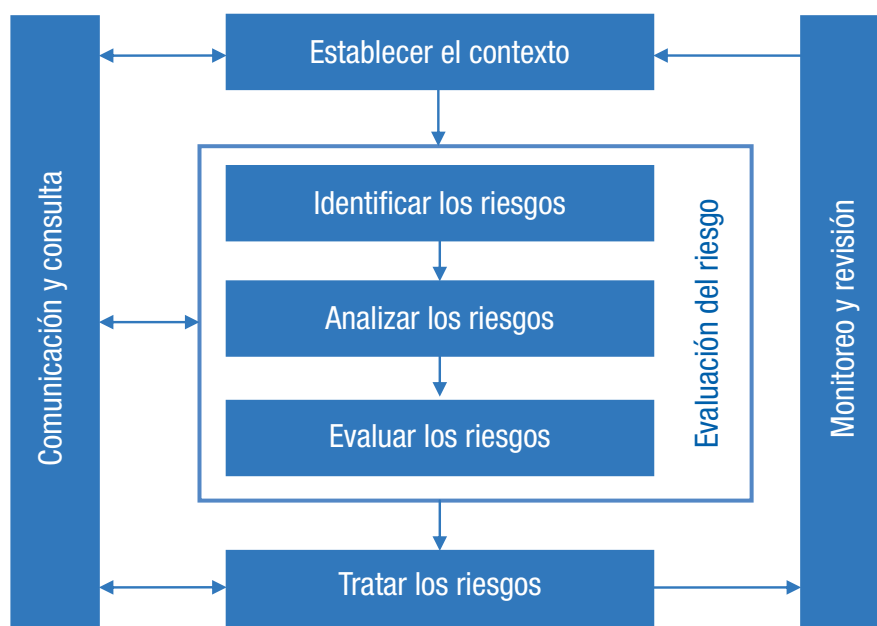 Establecer el contexto
Comunicación y consulta
Identificar los riesgos
Analizar los riesgos
Evaluar los riesgos
Evaluación del riesgo
Monitoreo y revisión
Tratar los riesgos